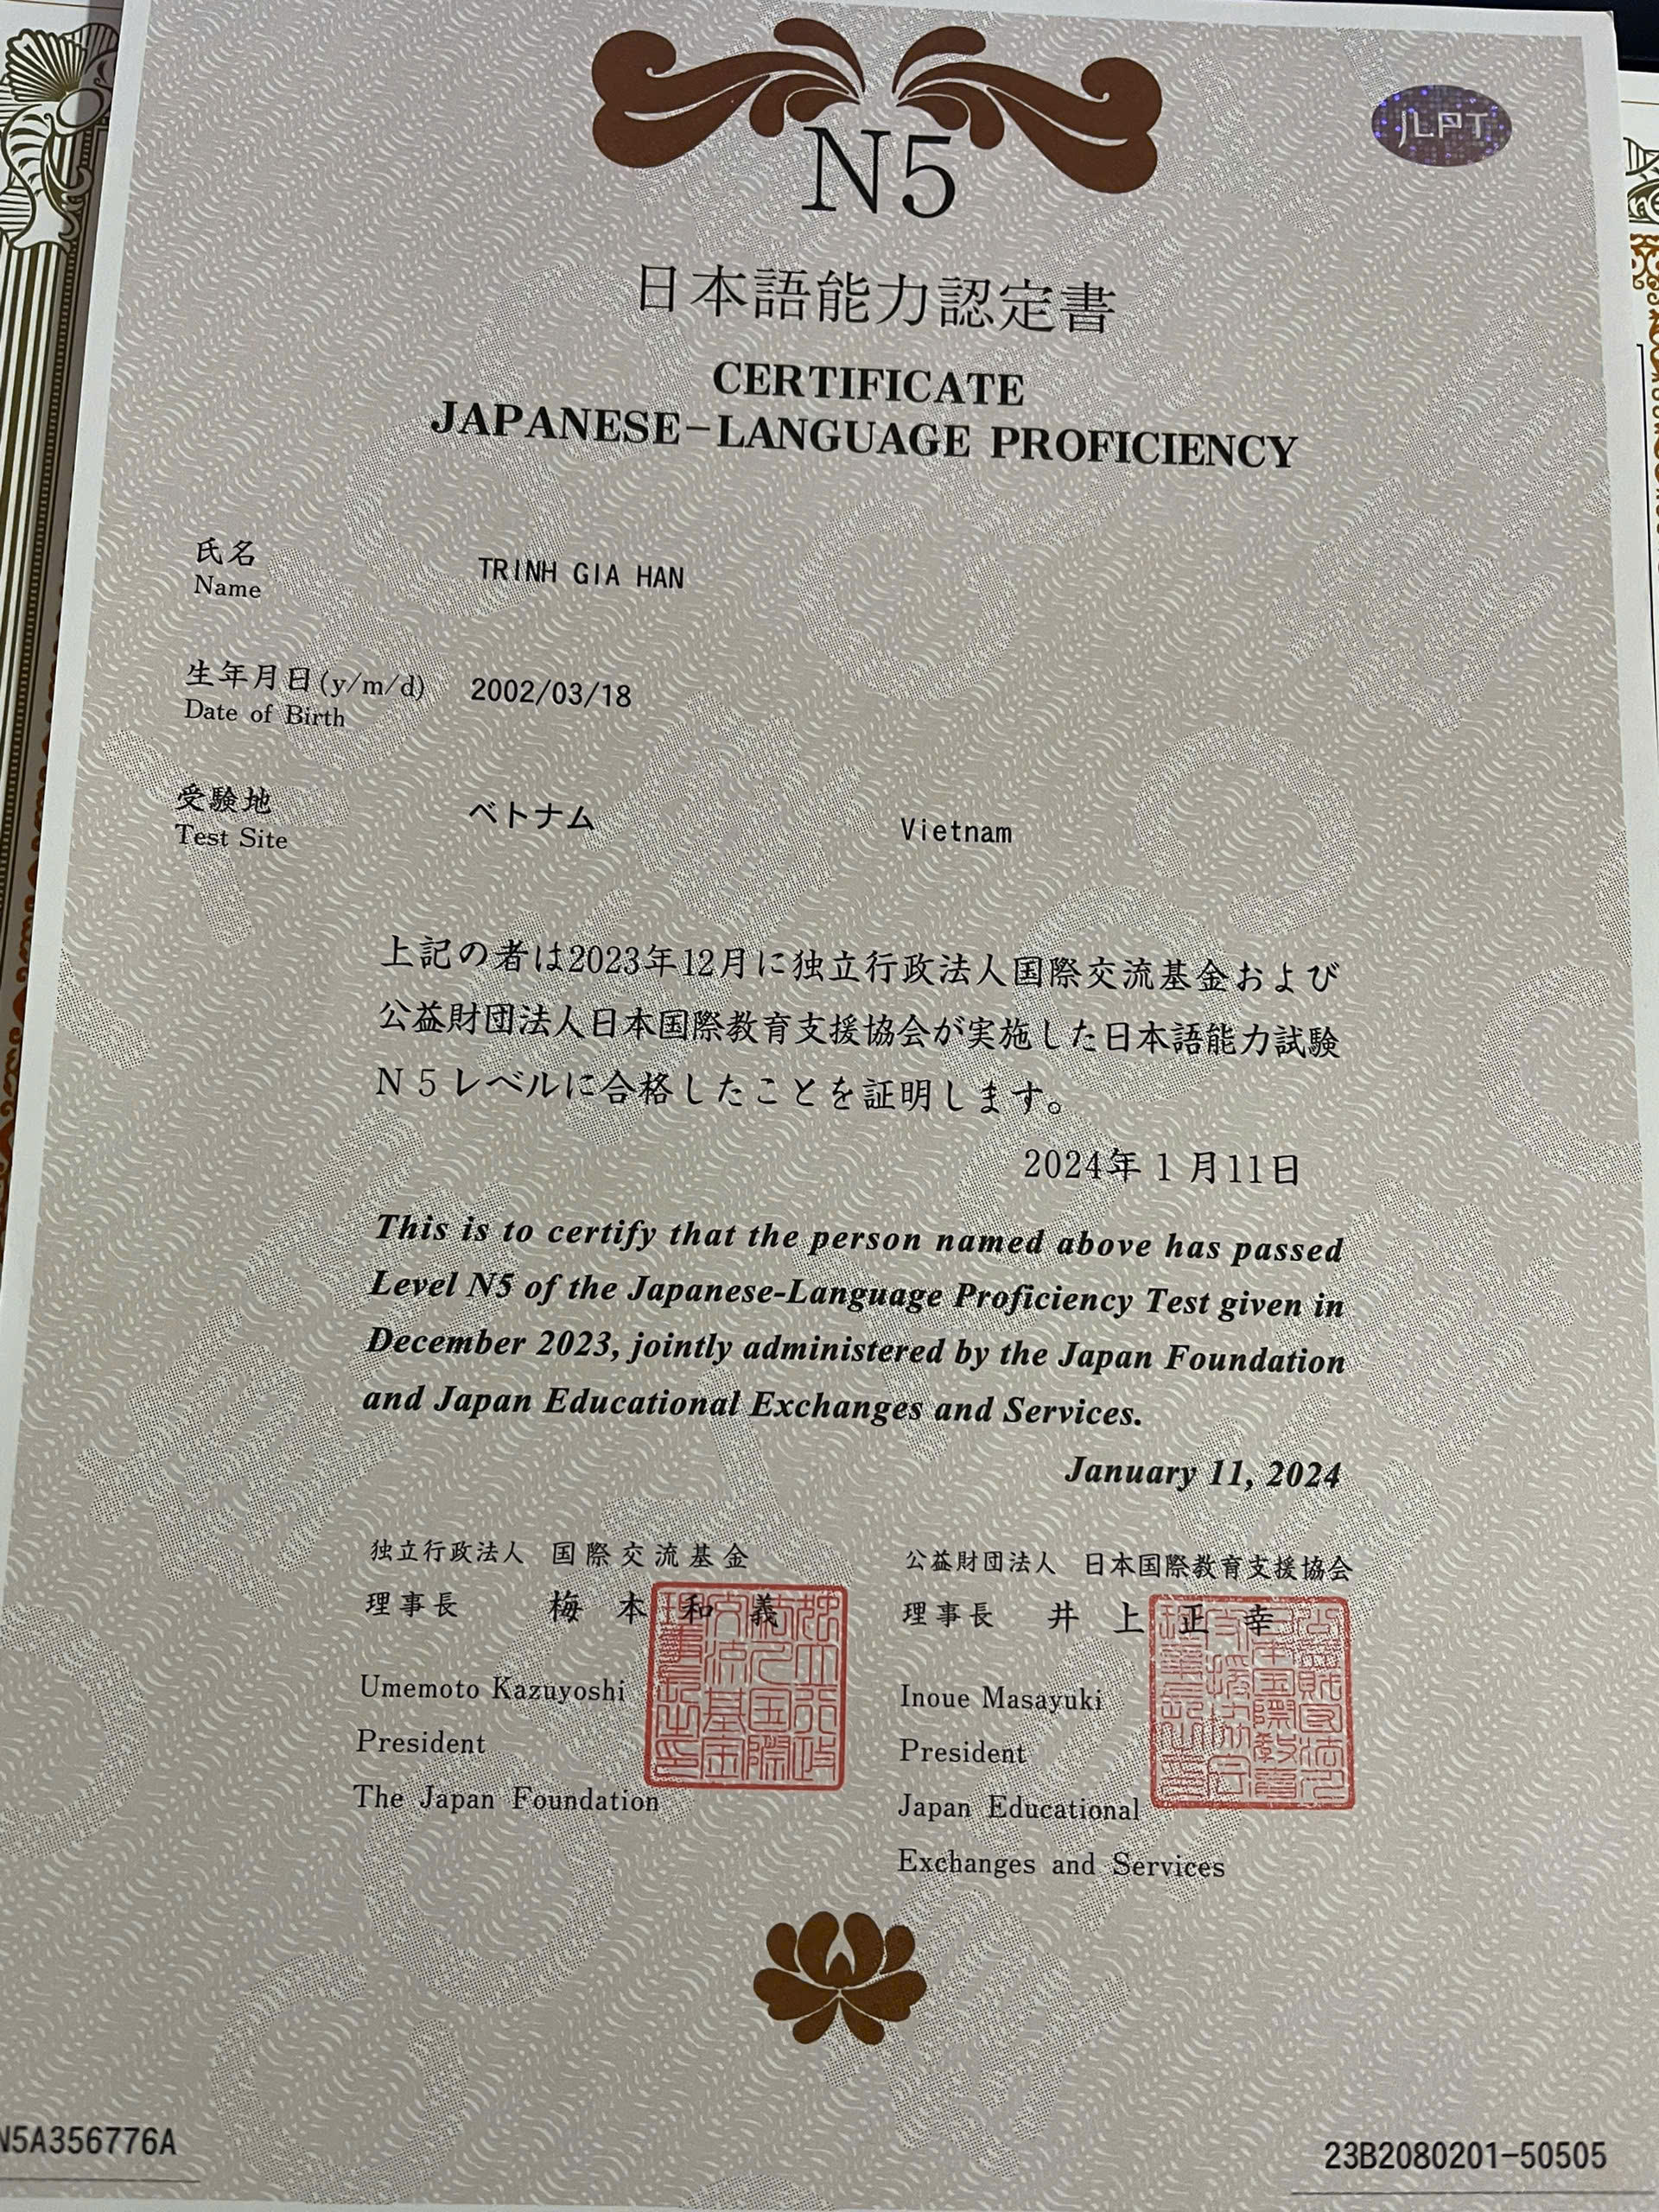 N5
JLPT
日本語能力認定書
CERTIFICATE
JAPANESE-LANGUAGE PROFICIENCY
氏名 TRINH GIA HAN
Name
生年月日(y/m/d) 2002/03/18
Date of Birth
受験地 ベトナム Vietnam
Test Site
上記の者は2023年12月に独立行政法人国際交流基金および
公益財団法人日本国際教育支援協会が実施した日本語能力試験
N5レベルに合格したことを証明します。
2024年1月11日
This is to certify that the person named above has passed
Level N5 of the Japanese-Language Proficiency Test given in
December 2023, jointly administered by the Japan Foundation
and Japan Educational Exchanges and Services.
January 11, 2024
独立行政法人 国際交流基金
理事長 梅本和義
Umemoto Kazuyoshi
President
The Japan Foundation
公益財団法人 日本国際教育支援協会
理事長 井上正幸
Inoue Masayuki
President
Japan Educational
Exchanges and Services
N5A356776A
23B2080201-50505